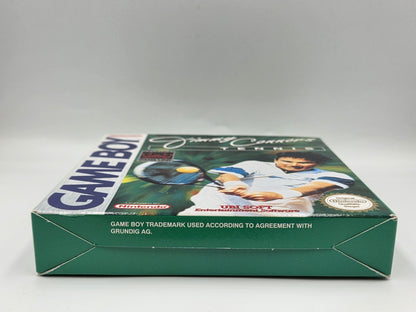 GAME BOY
Jimmy Connors
TENNIS
Nintendo
UBI SOFT
Entertainment Software
Nintendo
GAME BOY TRADEMARK USED ACCORDING TO AGREEMENT WITH
GRUNDIG AG.